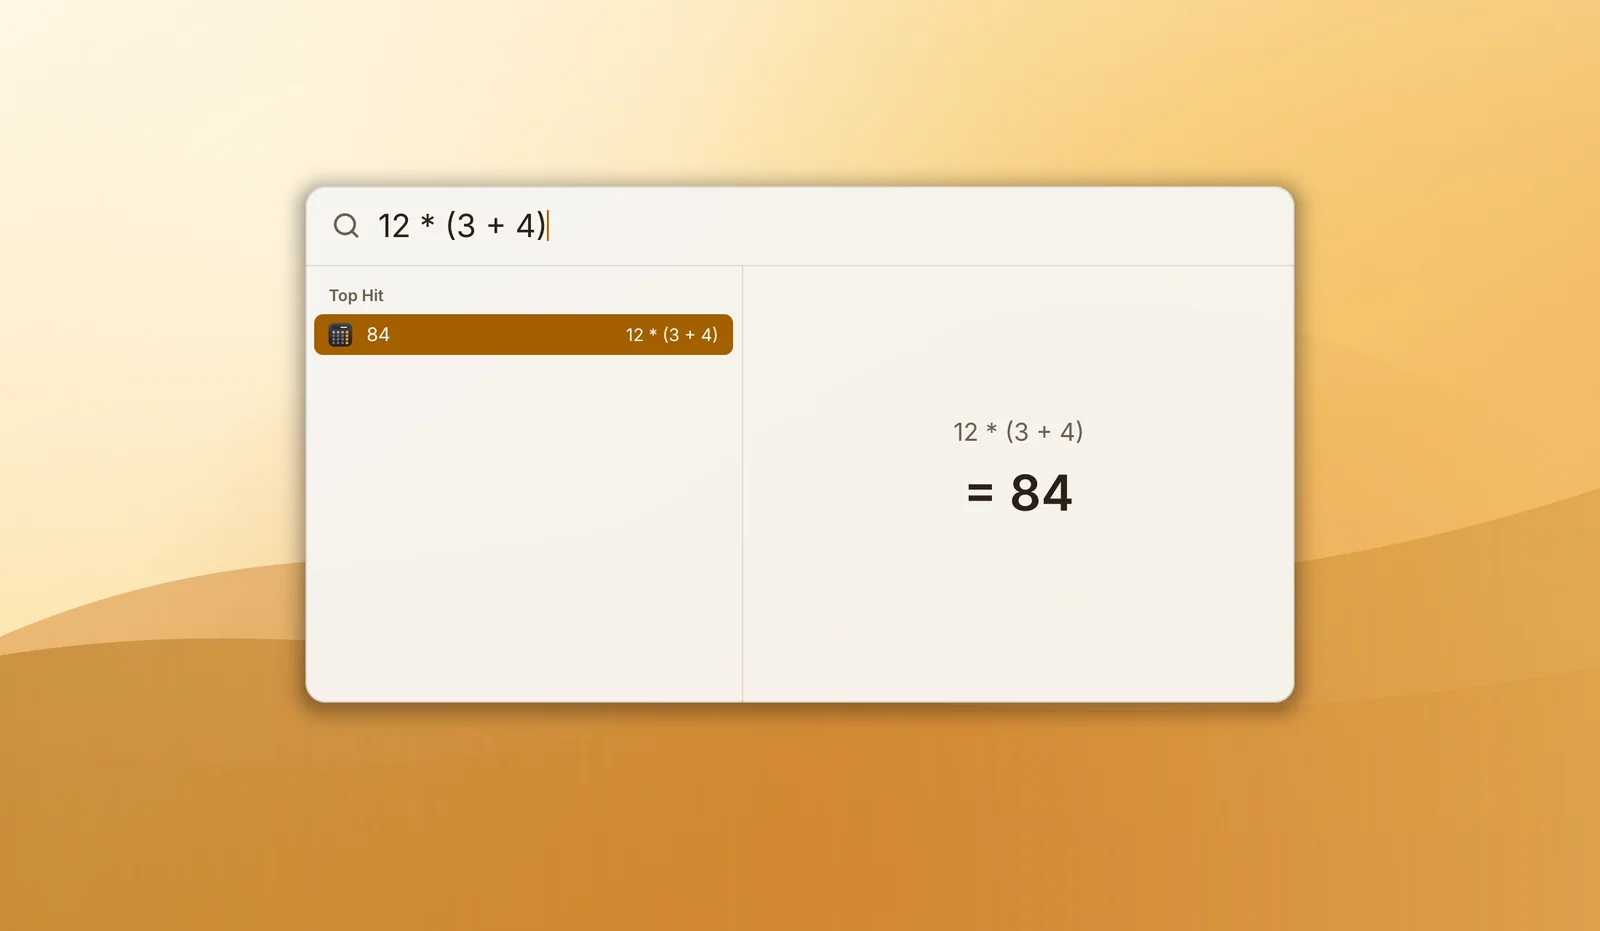 12 * (3 + 4)
Top Hit
84 12 * (3 + 4)
12 * (3 + 4)
= 84